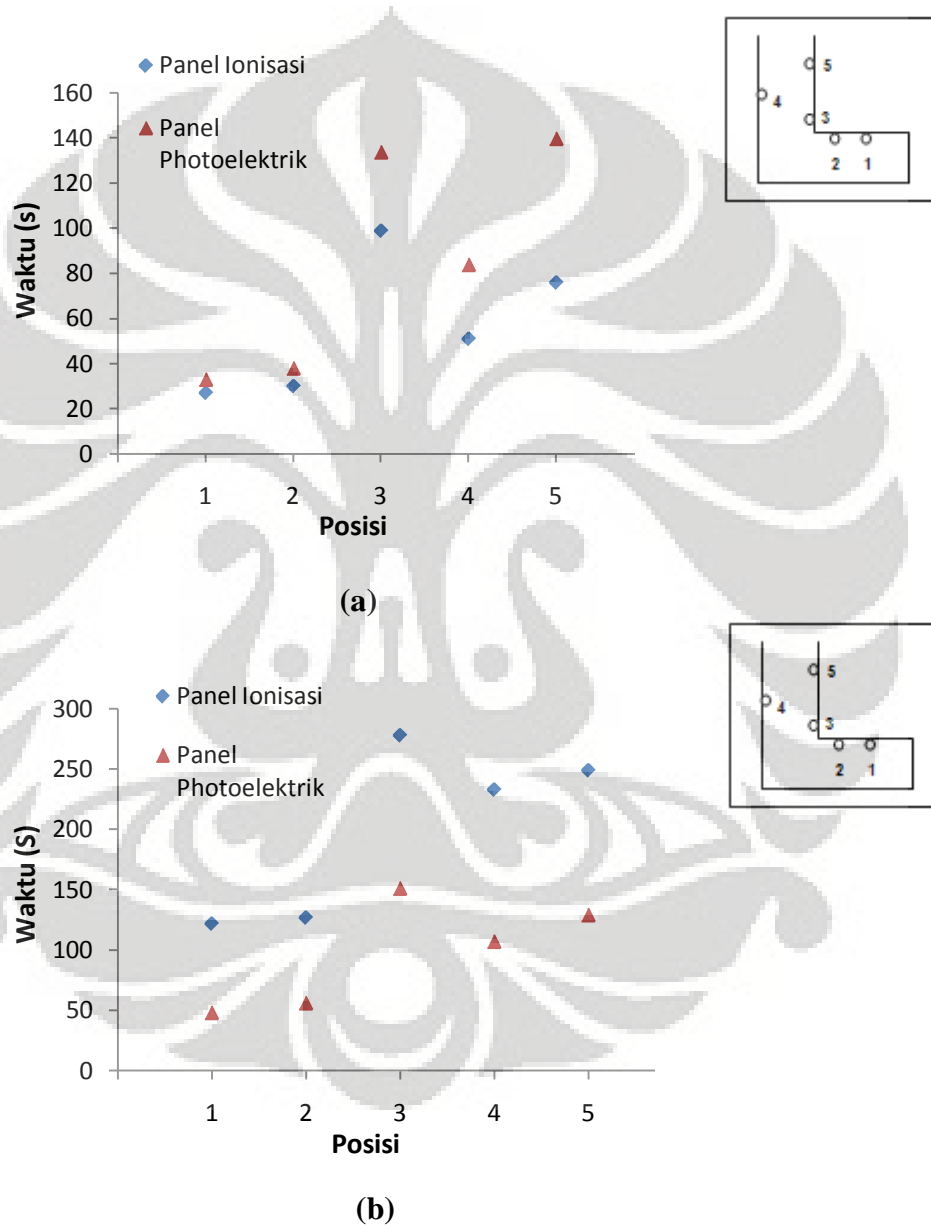 Panel Ionisasi
Panel
Photoelektrik
160
140
120
100
80
60
40
20
0
Waktu (s)
1 2 3 4 5
Posisi
5
4
3
2 1
(a)
Panel Ionisasi
Panel
Photoelektrik
300
250
200
150
100
50
0
Waktu (S)
1 2 3 4 5
Posisi
5
4
3
2 1
(b)